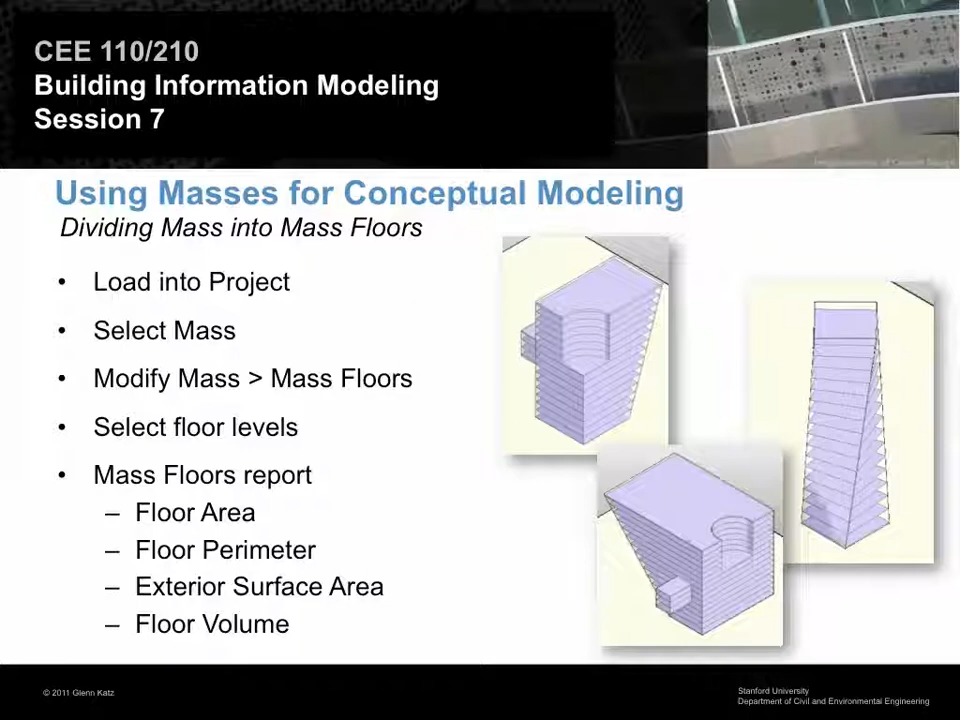 CEE 110/210
Building Information Modeling
Session 7
Using Masses for Conceptual Modeling
Dividing Mass into Mass Floors
• Load into Project
• Select Mass
• Modify Mass > Mass Floors
• Select floor levels
• Mass Floors report
– Floor Area
– Floor Perimeter
– Exterior Surface Area
– Floor Volume
© 2011 Glenn Katz
Stanford University
Department of Civil and Environmental Engineering